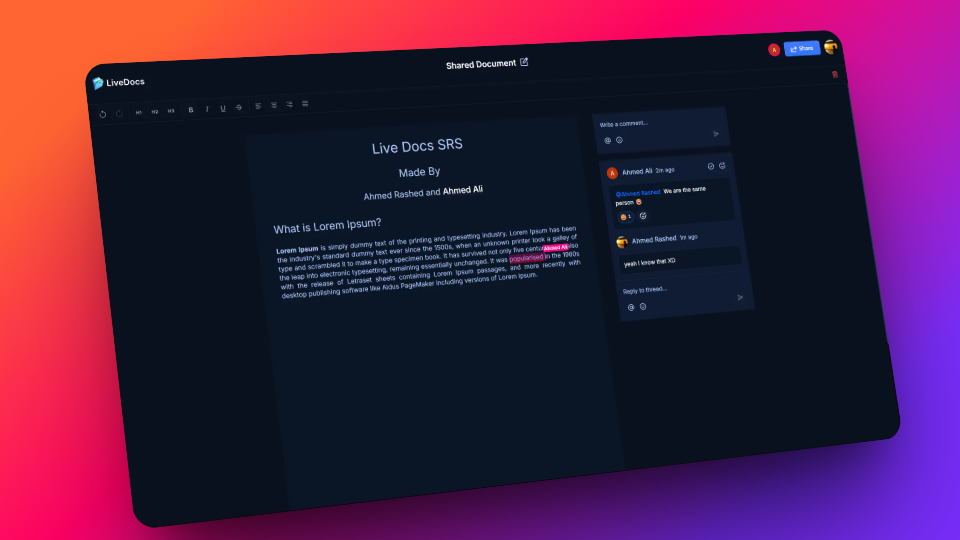 LiveDocs
Shared Document
A
Share
H1 H2 H3 B I U S
Live Docs SRS
Made By
Ahmed Rashed and Ahmed Ali
What is Lorem Ipsum?
Lorem Ipsum is simply dummy text of the printing and typesetting industry. Lorem Ipsum has been
the industry's standard dummy text ever since the 1500s, when an unknown printer took a galley of
type and scrambled it to make a type specimen book. It has survived not only five centu Ahmed Ali also
the leap into electronic typesetting, remaining essentially unchanged. It was popularised in the 1960s
with the release of Letraset sheets containing Lorem Ipsum passages, and more recently with
desktop publishing software like Aldus PageMaker including versions of Lorem Ipsum.
Write a comment...
@
A Ahmed Ali 2m ago
@Ahmed Rashed We are the same
person 😡
😡 1
Ahmed Rashed 1m ago
yeah I know that XD
Reply to thread...
@